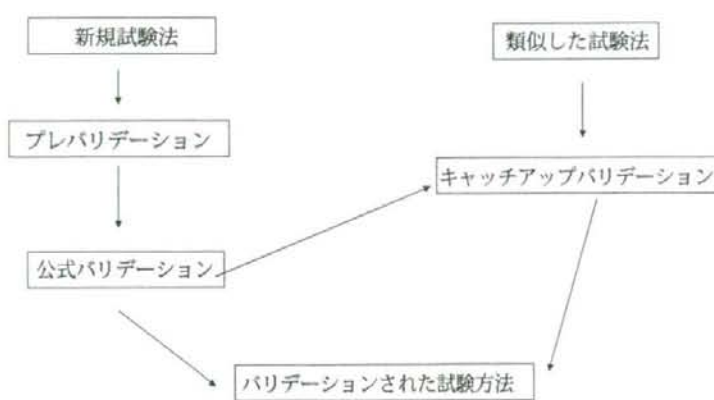 新規試験法
類似した試験法
プレバリデーション
キャッチアップバリデーション
公式バリデーション
バリデーションされた試験方法